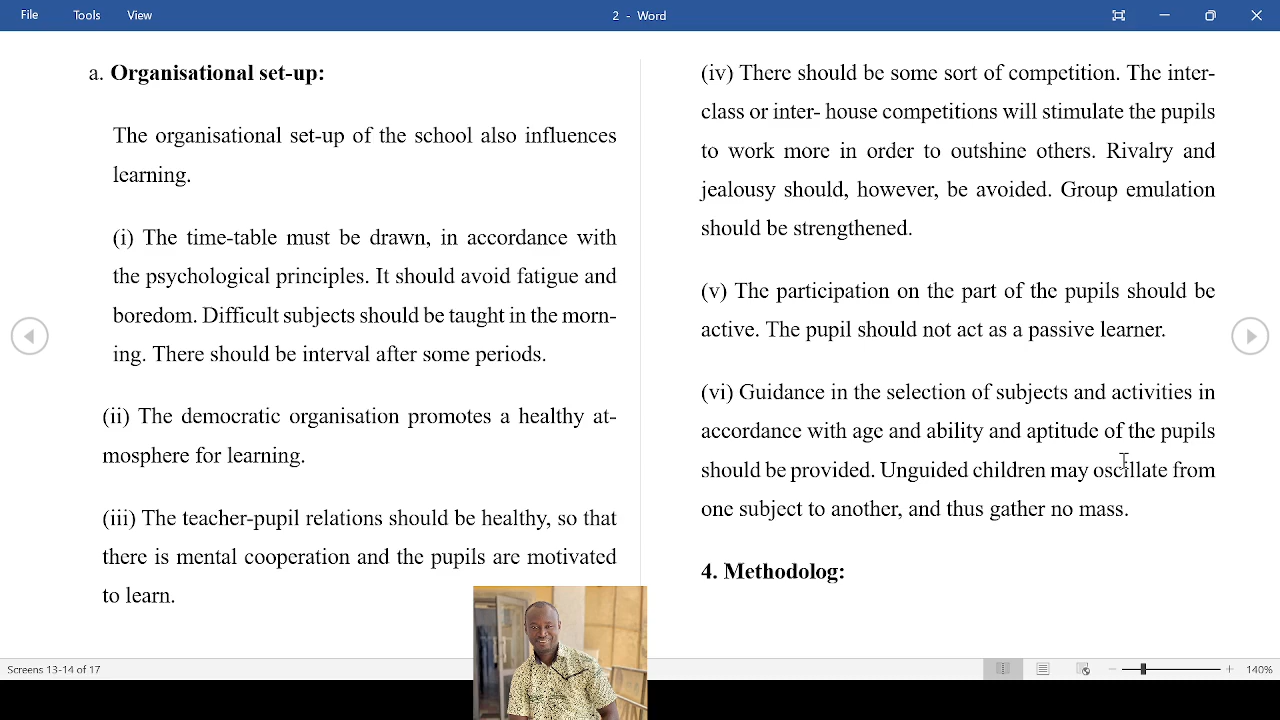 File Tools View 2 - Word
a. Organisational set-up:
The organisational set-up of the school also influences
learning.
(i) The time-table must be drawn, in accordance with
the psychological principles. It should avoid fatigue and
boredom. Difficult subjects should be taught in the morn-
ing. There should be interval after some periods.
(ii) The democratic organisation promotes a healthy at-
mosphere for learning.
(iii) The teacher-pupil relations should be healthy, so that
there is mental cooperation and the pupils are motivated
to learn.
(iv) There should be some sort of competition. The inter-
class or inter- house competitions will stimulate the pupils
to work more in order to outshine others. Rivalry and
jealousy should, however, be avoided. Group emulation
should be strengthened.
(v) The participation on the part of the pupils should be
active. The pupil should not act as a passive learner.
(vi) Guidance in the selection of subjects and activities in
accordance with age and ability and aptitude of the pupils
should be provided. Unguided children may oscillate from
one subject to another, and thus gather no mass.
4. Methodolog:
Screens 13-14 of 17
140%